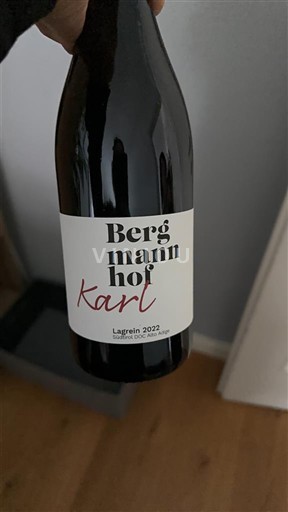 Berg
mann
hof
Karl
Lagrein 2022
Südtirol DOC Alto Adige